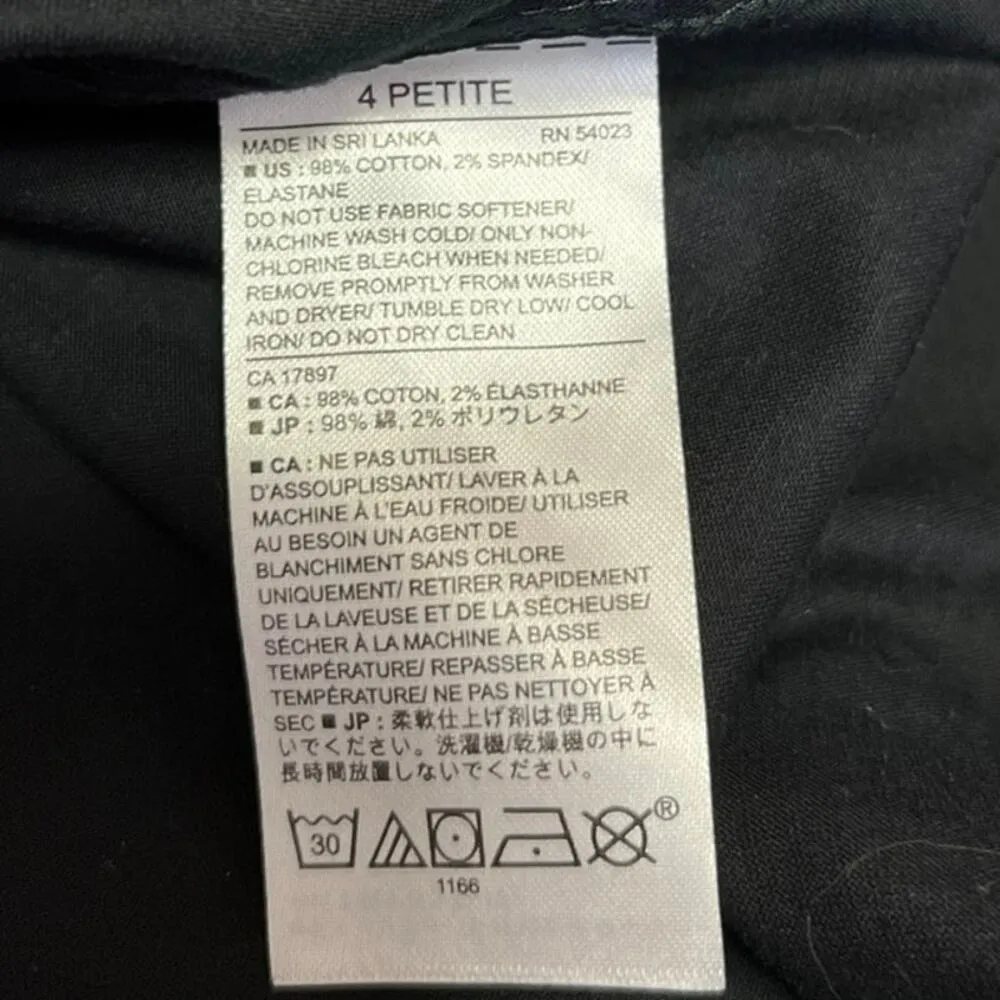 4 PETITE
MADE IN SRI LANKA RN 54023
■ US : 98% COTTON, 2% SPANDEX/
ELASTANE
DO NOT USE FABRIC SOFTENER/
MACHINE WASH COLD/ ONLY NON-
CHLORINE BLEACH WHEN NEEDED/
REMOVE PROMPTLY FROM WASHER
AND DRYER/ TUMBLE DRY LOW/ COOL
IRON/ DO NOT DRY CLEAN
CA 17897
■ CA : 98% COTON, 2% ÉLASTHANNE
■ JP : 98% 綿, 2% ポリウレタン
■ CA : NE PAS UTILISER
D'ASSOUPLISSANT/ LAVER À LA
MACHINE À L'EAU FROIDE/ UTILISER
AU BESOIN UN AGENT DE
BLANCHIMENT SANS CHLORE
UNIQUEMENT/ RETIRER RAPIDEMENT
DE LA LAVEUSE ET DE LA SÉCHEUSE/
SÉCHER À LA MACHINE À BASSE
TEMPÉRATURE/ REPASSER À BASSE
TEMPÉRATURE/ NE PAS NETTOYER À
SEC ■ JP : 柔軟仕上げ剤は使用しな
いでください。洗濯機/乾燥機の中に
長時間放置しないでください。
30 ®
1166